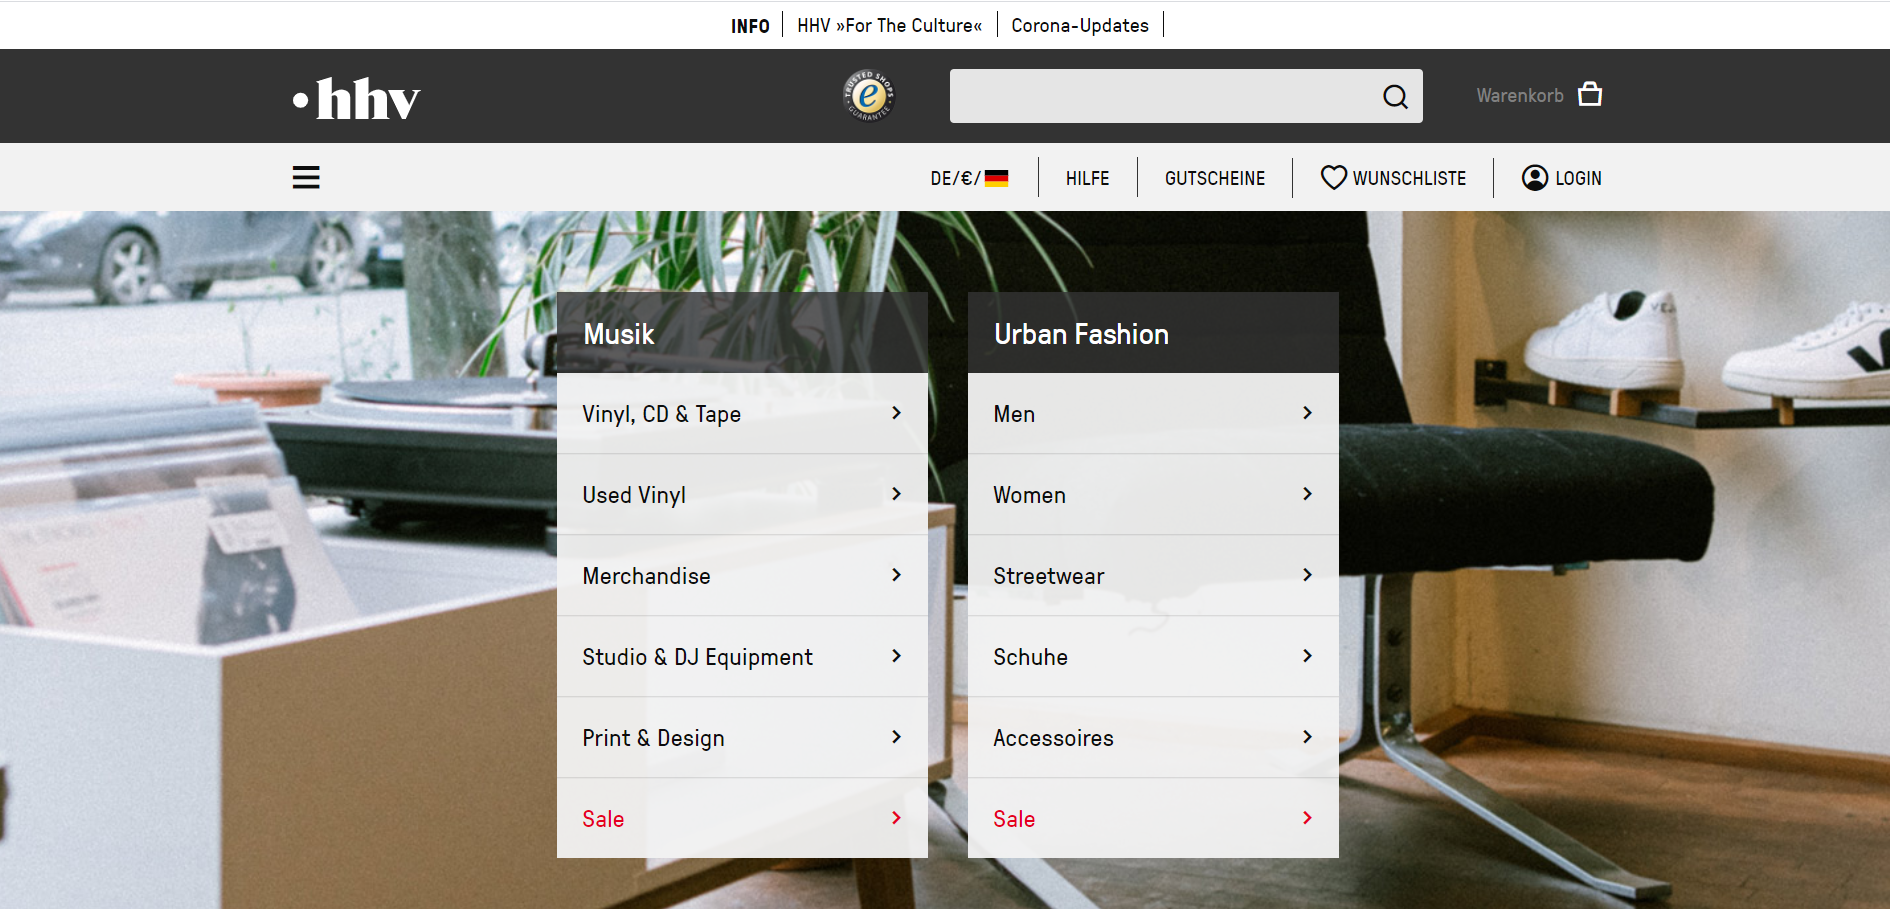 INFO
HHV »For The Culture«
Corona-Updates
hhv
TRUSTED SHOPS
e
GUARANTEE
Warenkorb
DE/€/
HILFE
GUTSCHEINE
WUNSCHLISTE
LOGIN
Musik
Vinyl, CD & Tape
Used Vinyl
Merchandise
Studio & DJ Equipment
Print & Design
Sale
Urban Fashion
Men
Women
Streetwear
Schuhe
Accessoires
Sale